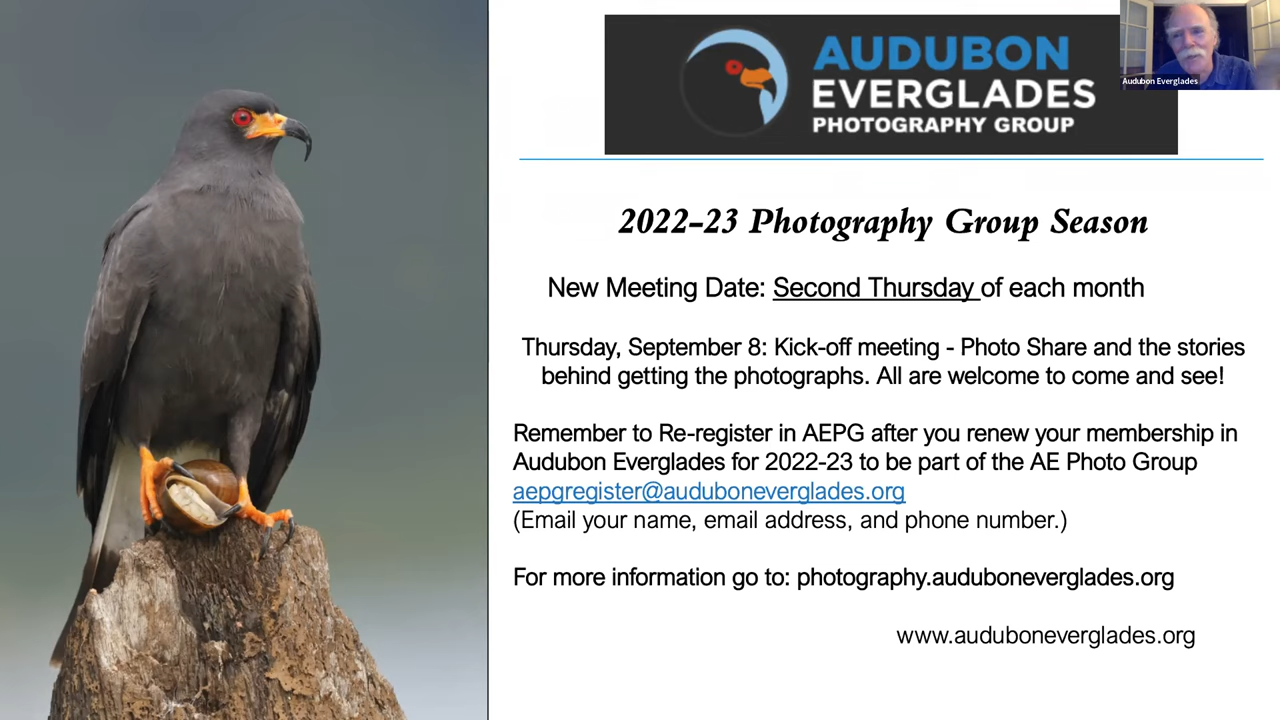 AUDUBON
EVERGLADES
PHOTOGRAPHY GROUP
Audubon Everglades
2022-23 Photography Group Season
New Meeting Date: Second Thursday of each month
Thursday, September 8: Kick-off meeting - Photo Share and the stories
behind getting the photographs. All are welcome to come and see!
Remember to Re-register in AEPG after you renew your membership in
Audubon Everglades for 2022-23 to be part of the AE Photo Group
aepgregister@auduboneverglades.org
(Email your name, email address, and phone number.)
For more information go to: photography.auduboneverglades.org
www.auduboneverglades.org